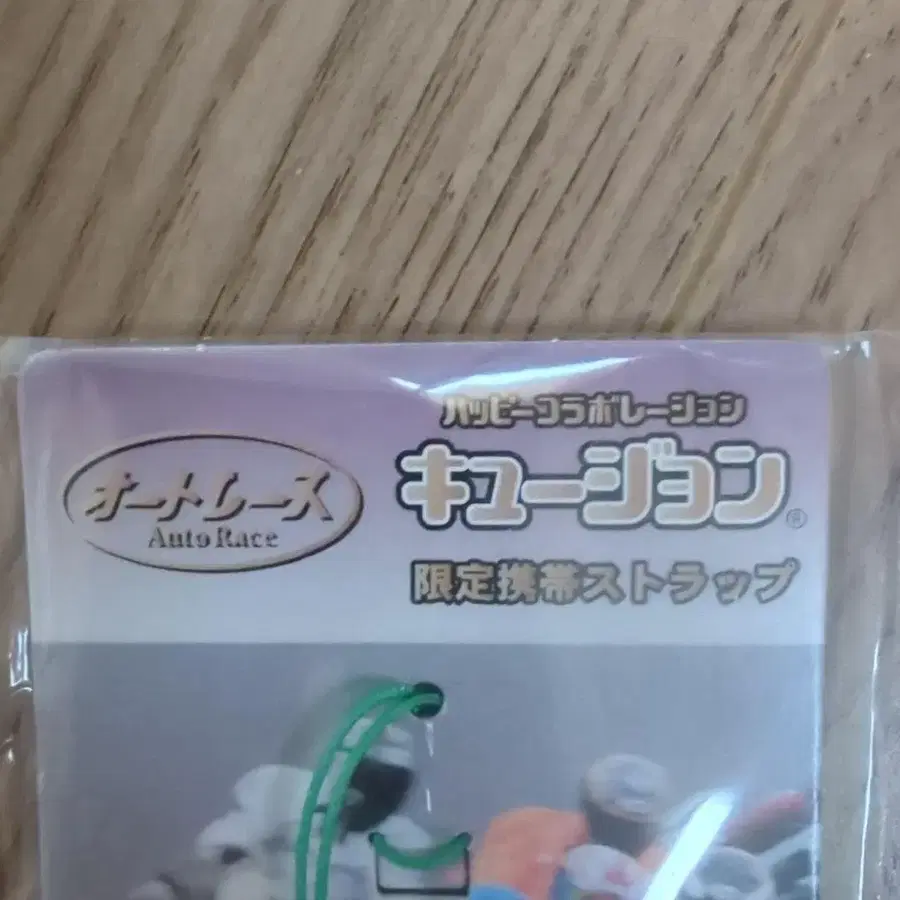 オートレース
Auto Race
ハッピーコラボレーション
キュージョン®
限定携帯ストラップ